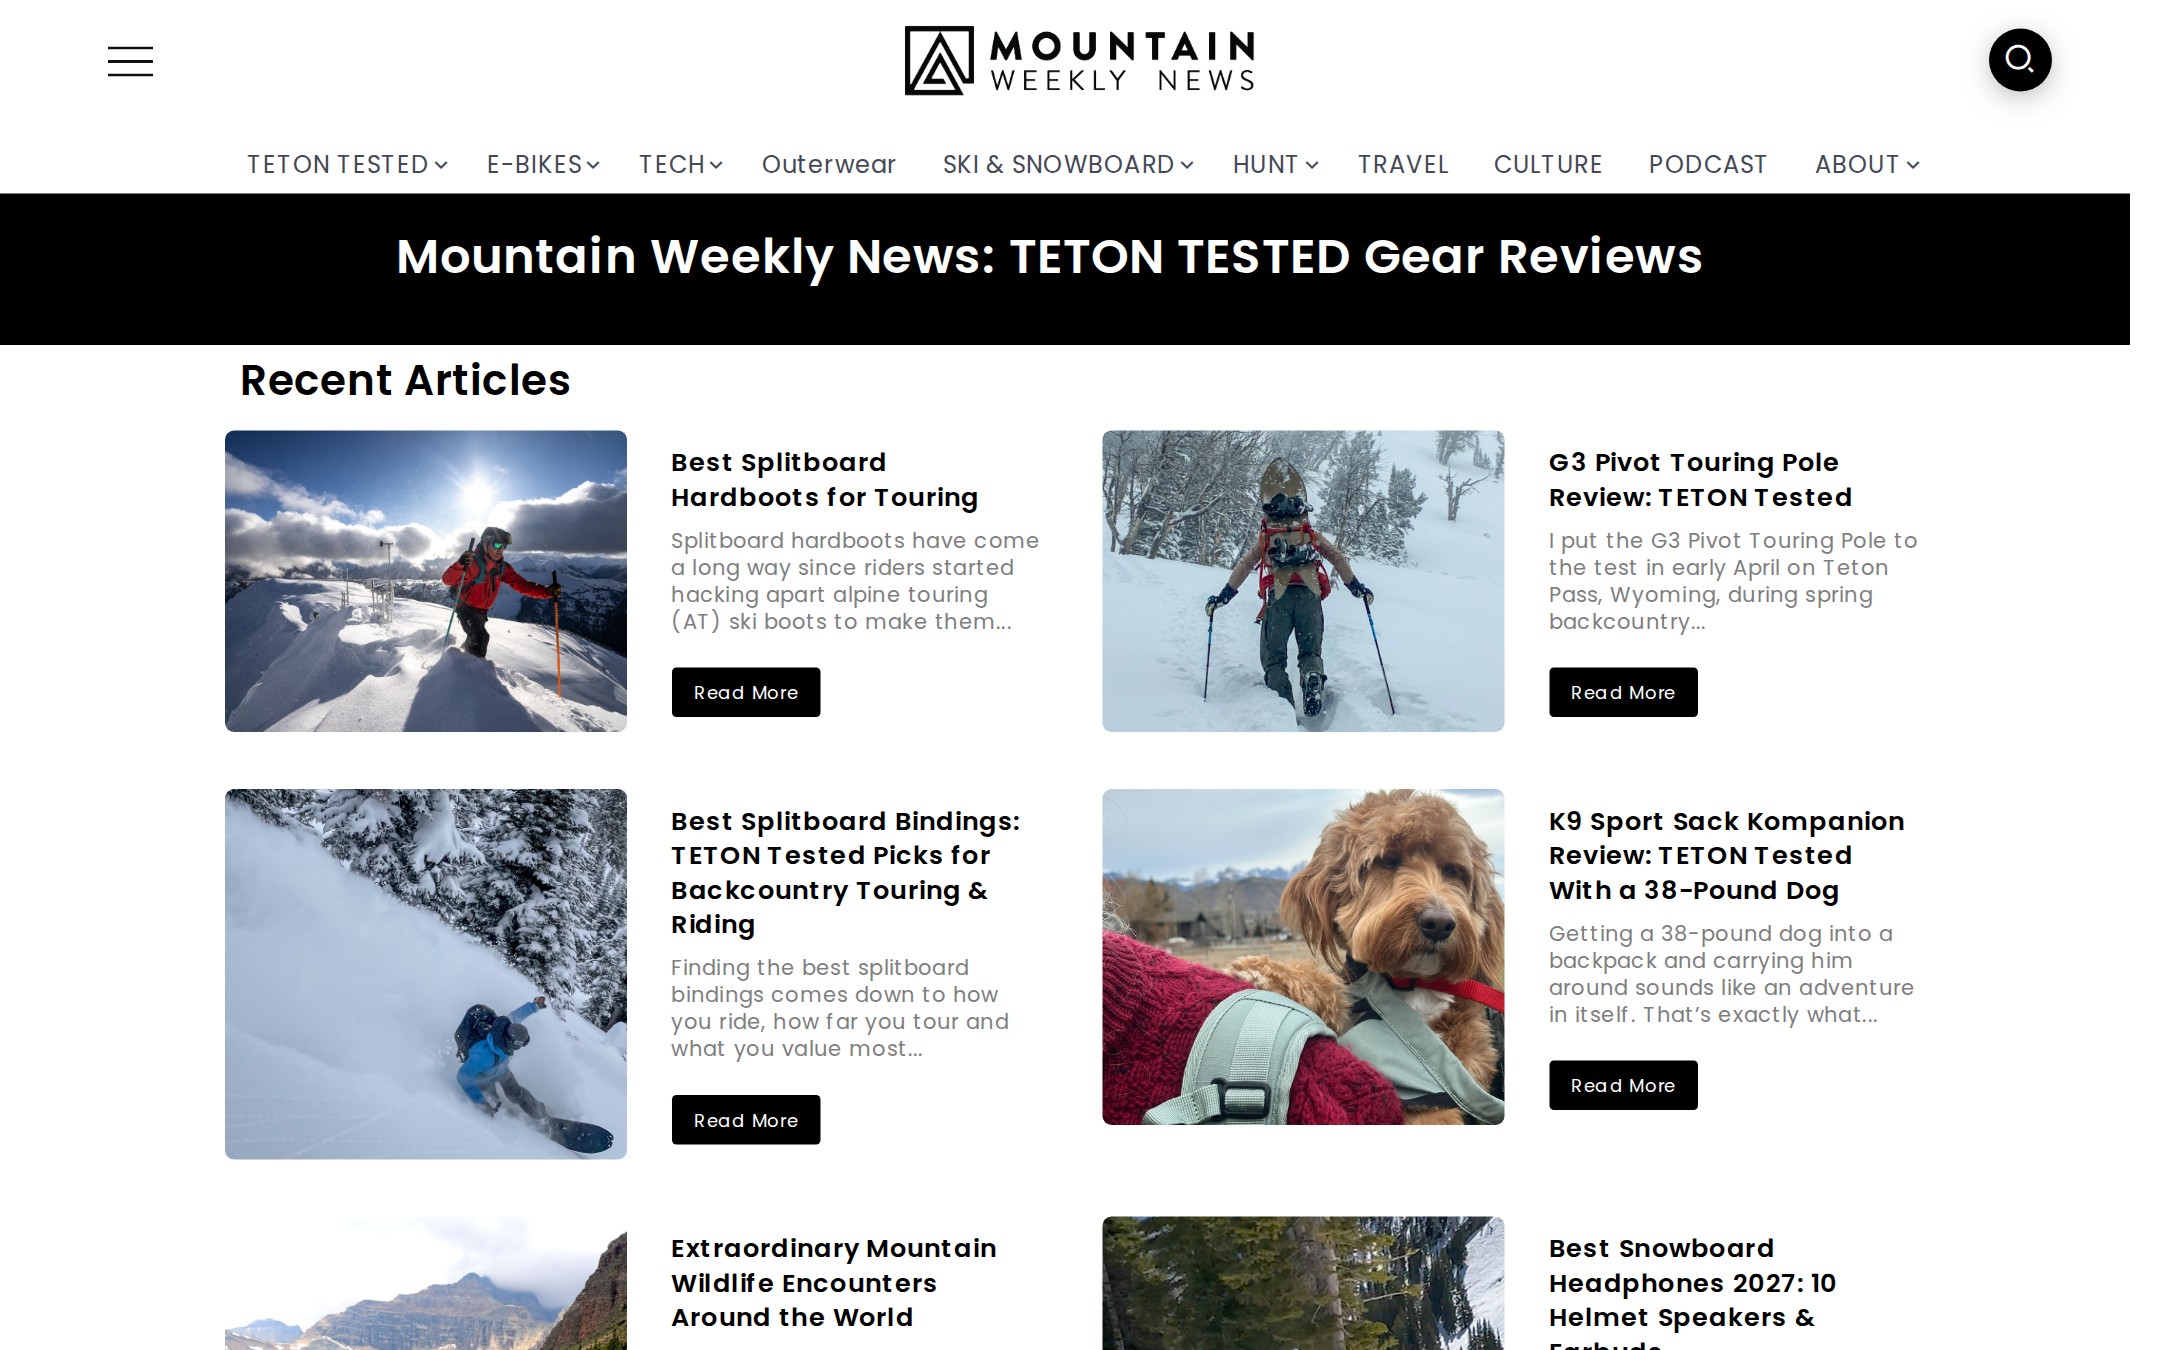 MOUNTAIN
WEEKLY NEWS
TETON TESTED E-BIKES TECH Outerwear SKI & SNOWBOARD HUNT TRAVEL CULTURE PODCAST ABOUT
Mountain Weekly News: TETON TESTED Gear Reviews
Recent Articles
Best Splitboard
Hardboots for Touring
Splitboard hardboots have come
a long way since riders started
hacking apart alpine touring
(AT) ski boots to make them...
Read More
G3 Pivot Touring Pole
Review: TETON Tested
I put the G3 Pivot Touring Pole to
the test in early April on Teton
Pass, Wyoming, during spring
backcountry...
Read More
Best Splitboard Bindings:
TETON Tested Picks for
Backcountry Touring &
Riding
Finding the best splitboard
bindings comes down to how
you ride, how far you tour and
what you value most...
Read More
K9 Sport Sack Kompanion
Review: TETON Tested
With a 38-Pound Dog
Getting a 38-pound dog into a
backpack and carrying him
around sounds like an adventure
in itself. That’s exactly what...
Read More
Extraordinary Mountain
Wildlife Encounters
Around the World
Best Snowboard
Headphones 2027: 10
Helmet Speakers &
Earbuds